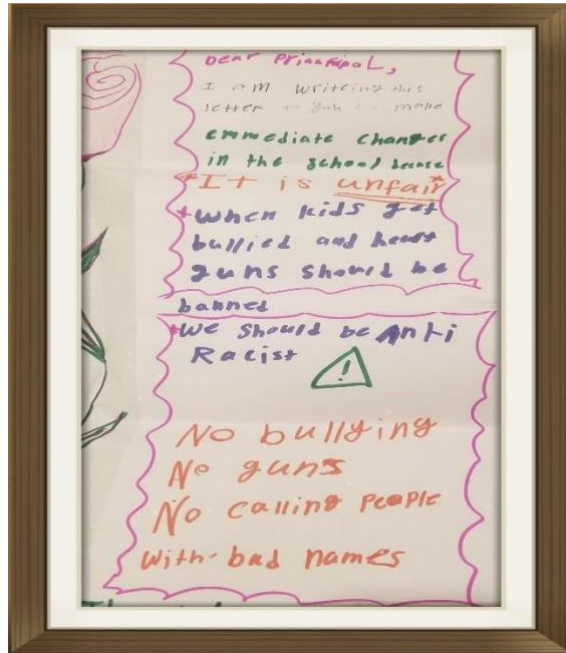 Dear Principal,
I am writeing this
letter to you to make
emmediate changes
in the school because
*It is unfair*
*When kids get
bullied and heart
guns should be
banned
*We should be Anti
Racist
!
No bullying
No guns
No calling people
with-bad names